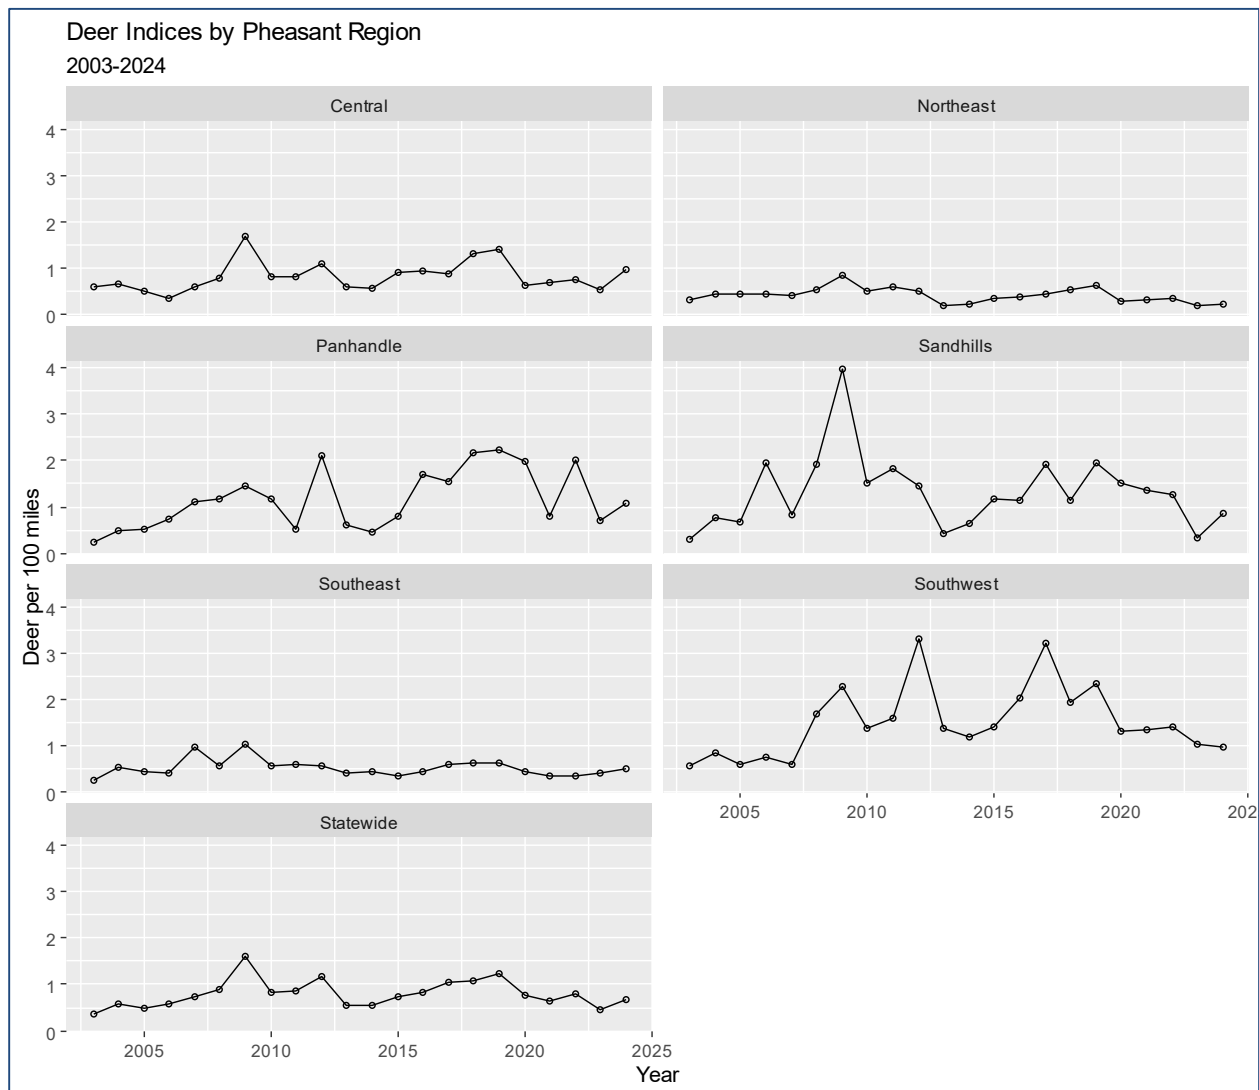 Deer Indices by Pheasant Region
2003-2024
Central
Northeast
4
3
2
1
0
Panhandle
Sandhills
4
3
2
1
0
Southeast
Southwest
4
3
2
1
0
2005 2010 2015 2020 202
Statewide
4
3
2
1
0
2005 2010 2015 2020 2025
Year
Deer per 100 miles